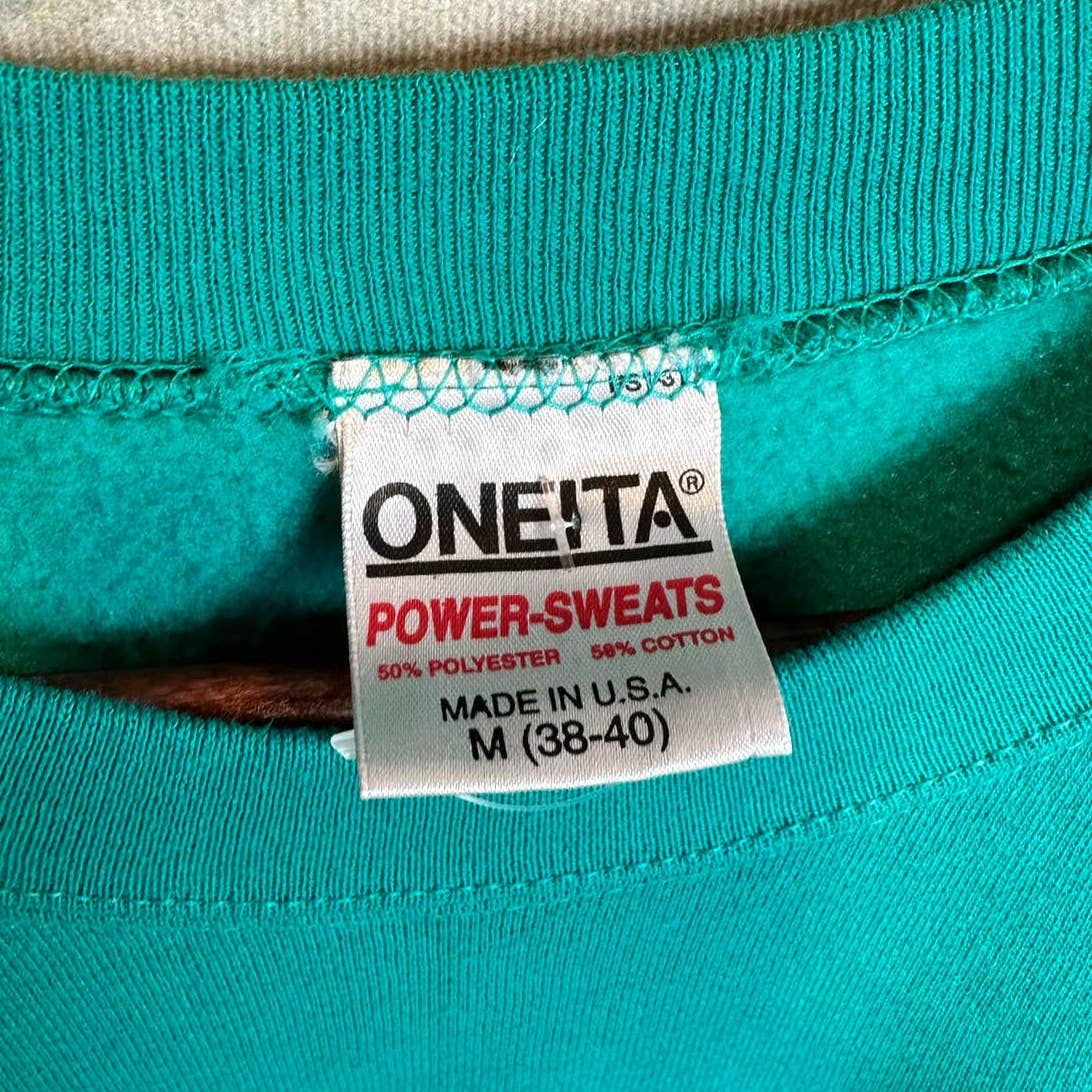 ONEITA®
POWER-SWEATS
50% POLYESTER 50% COTTON
MADE IN U.S.A.
M (38-40)